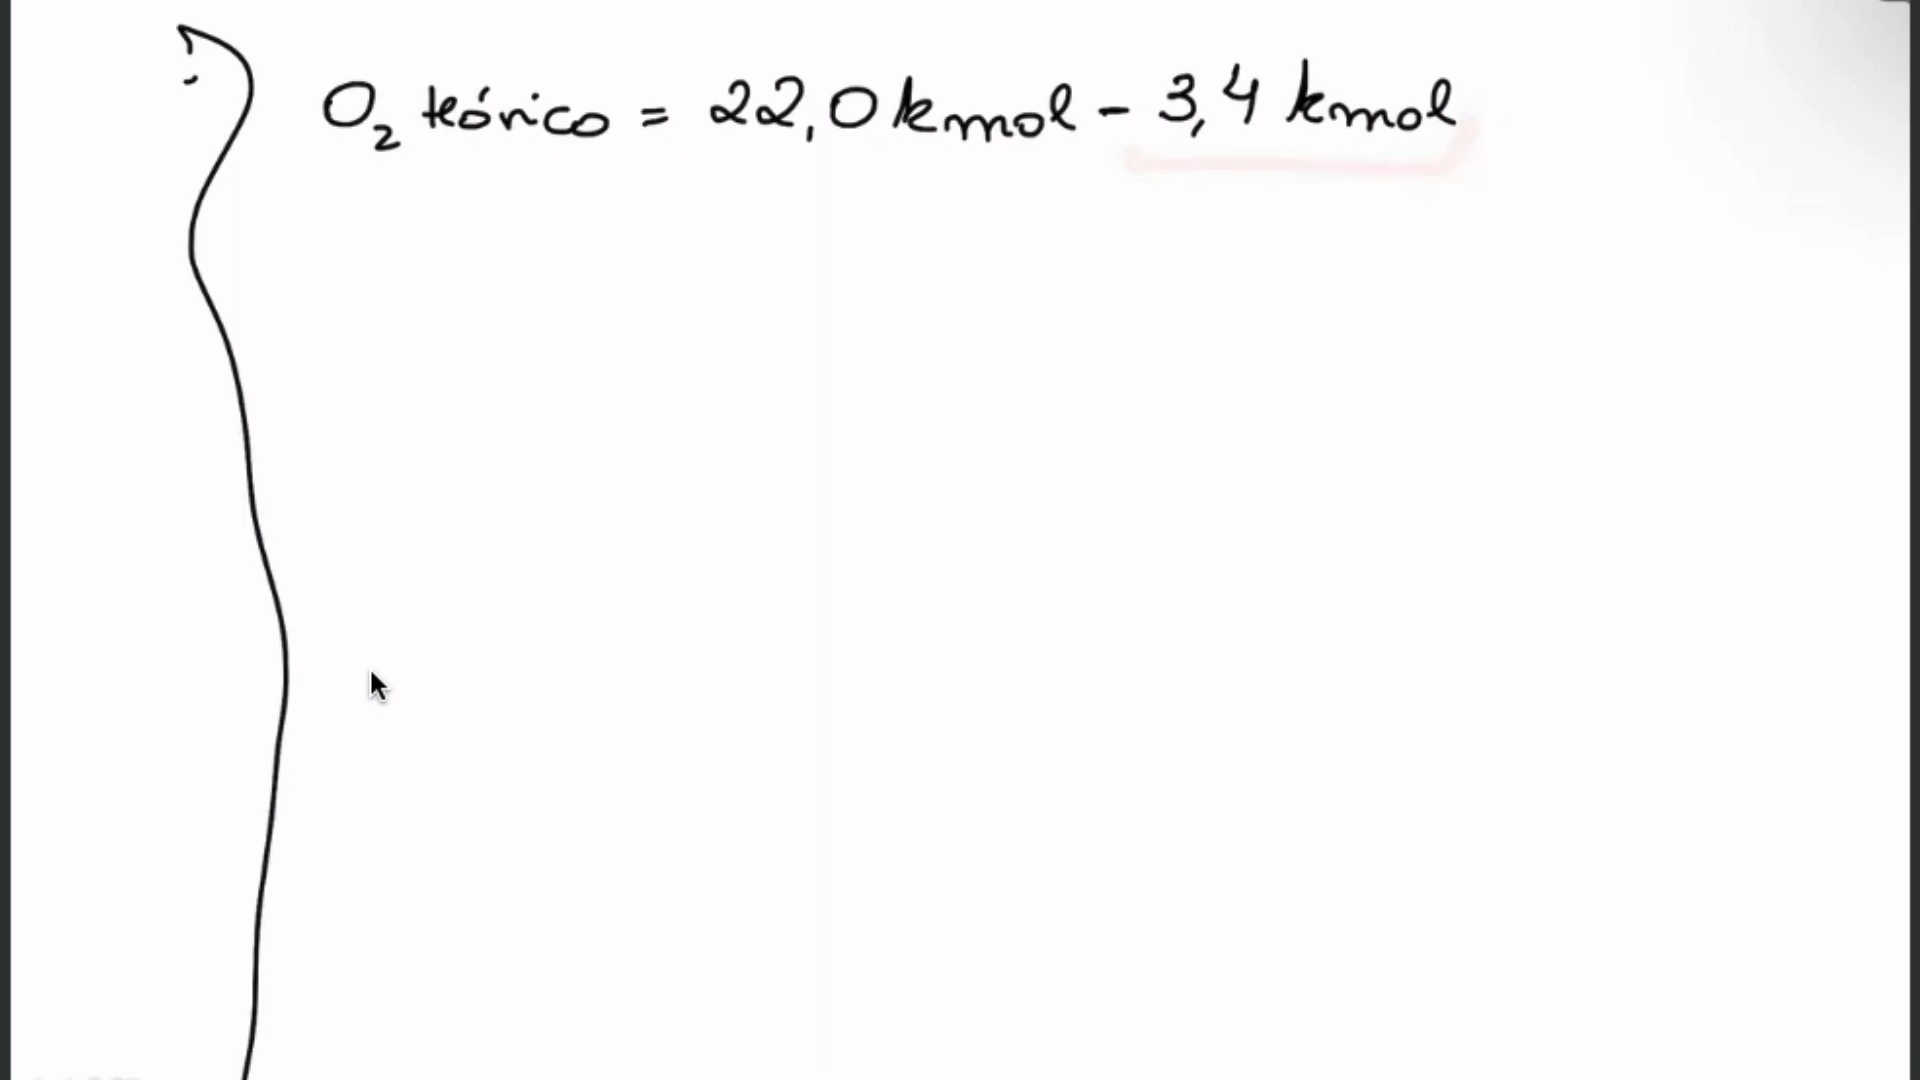 O₂ teórico = 22,0 kmol - 3,4 kmol